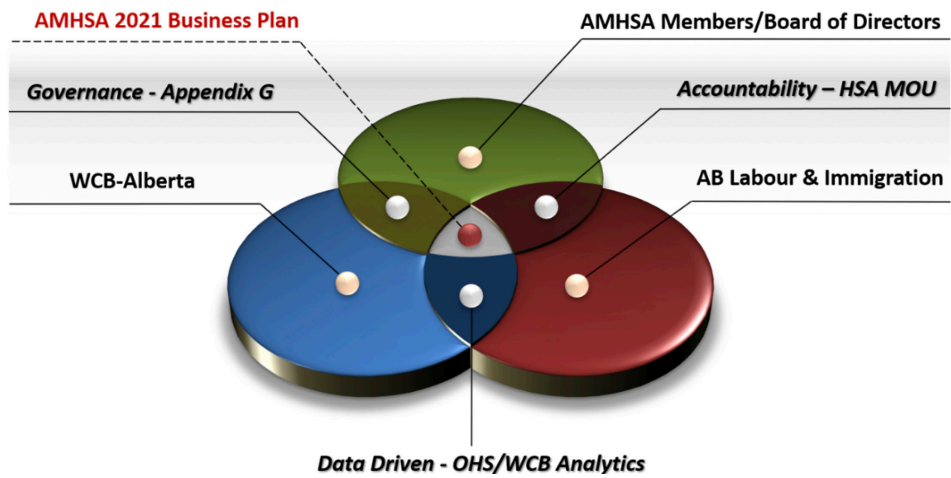 AMHSA 2021 Business Plan
AMHSA Members/Board of Directors
Governance - Appendix G
Accountability – HSA MOU
WCB-Alberta
AB Labour & Immigration
Data Driven - OHS/WCB Analytics